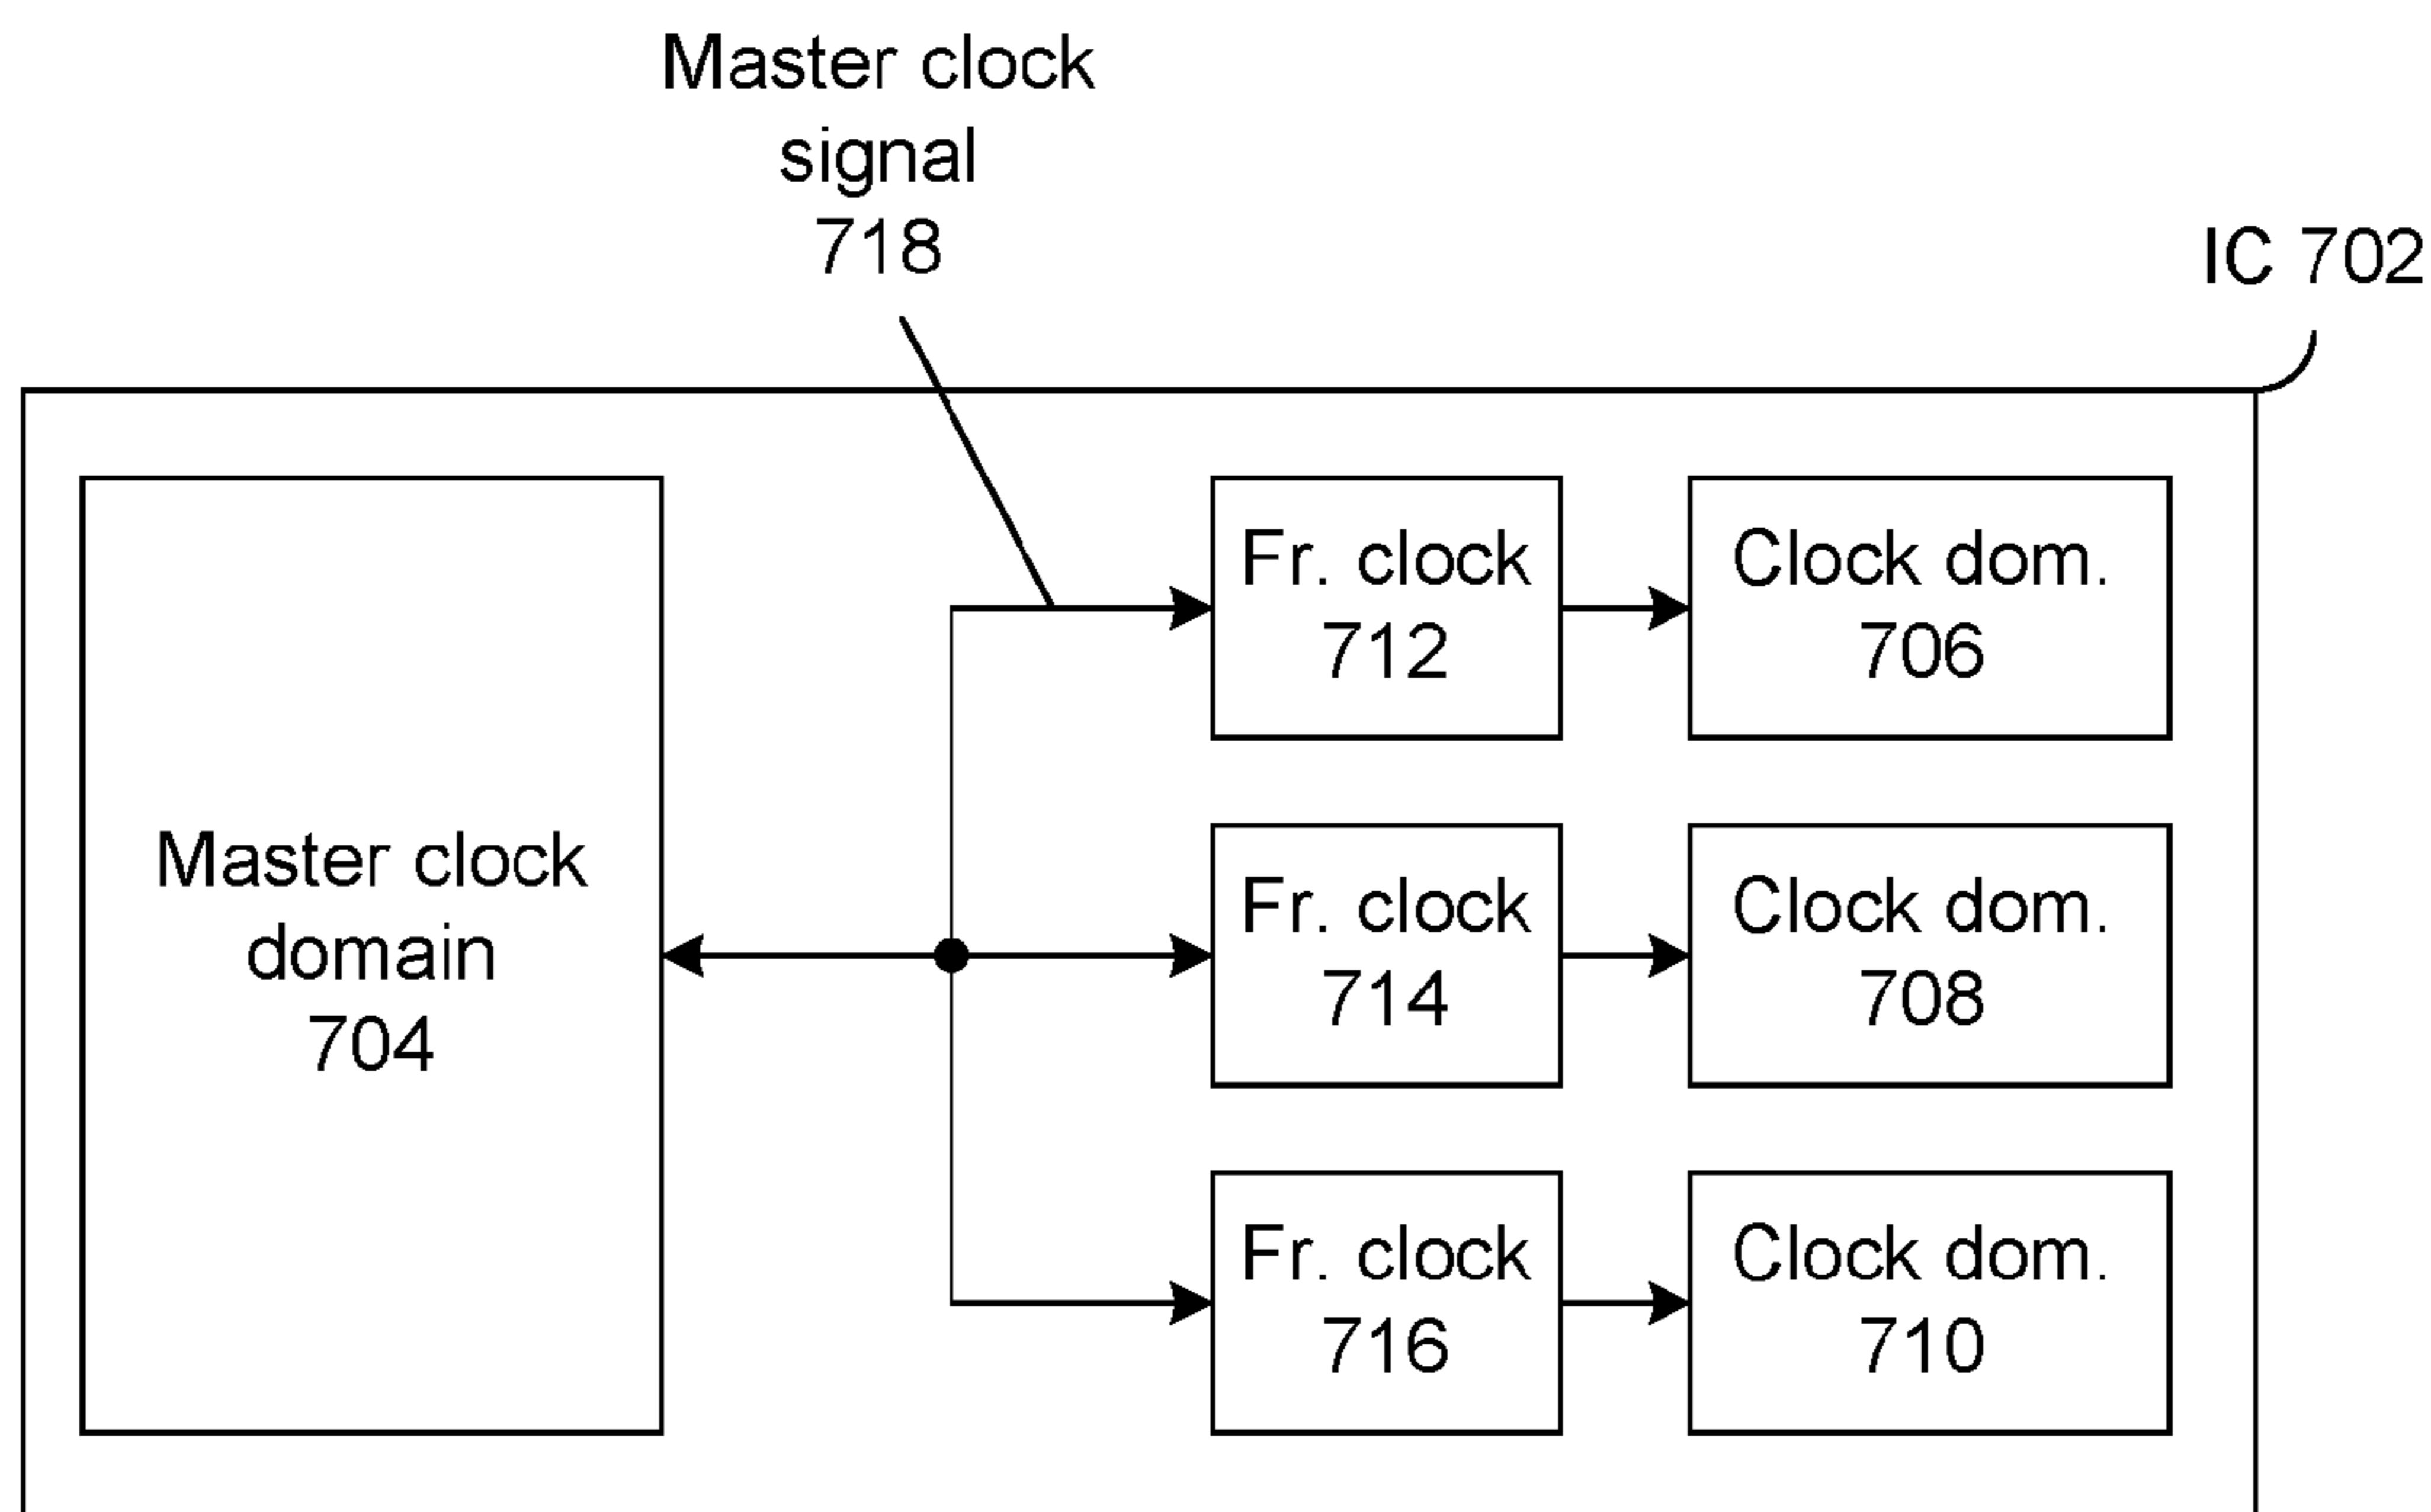 Master clock
signal
718
IC 702
Fr. clock
712
Clock dom.
706
Master clock
domain
704
Fr. clock
714
Clock dom.
708
Fr. clock
716
Clock dom.
710